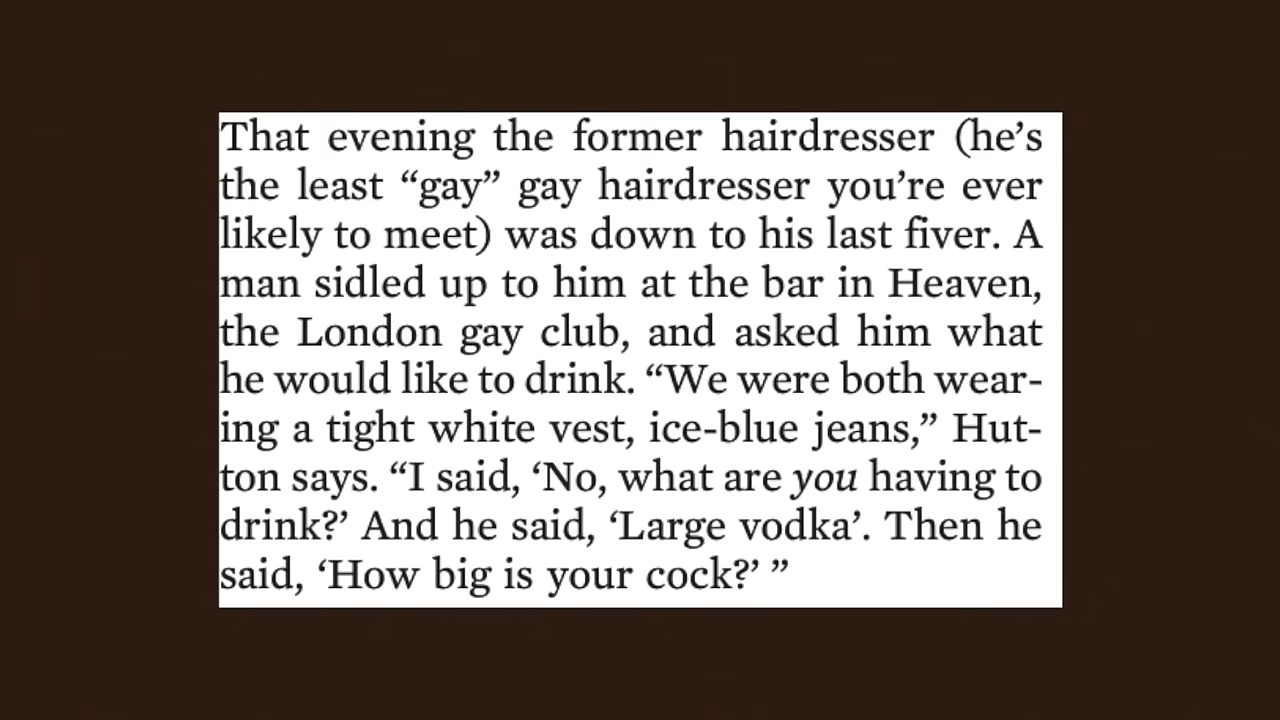 That evening the former hairdresser (he’s
the least “gay” gay hairdresser you’re ever
likely to meet) was down to his last fiver. A
man sidled up to him at the bar in Heaven,
the London gay club, and asked him what
he would like to drink. “We were both wear-
ing a tight white vest, ice-blue jeans,” Hut-
ton says. “I said, ‘No, what are you having to
drink?’ And he said, ‘Large vodka’. Then he
said, ‘How big is your cock?’ ”